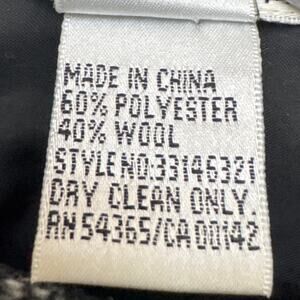 MADE IN CHINA
60% POLYESTER
40% WOOL
STYLE NO:33146321
DRY CLEAN ONLY.
RN 54365/CA 00142